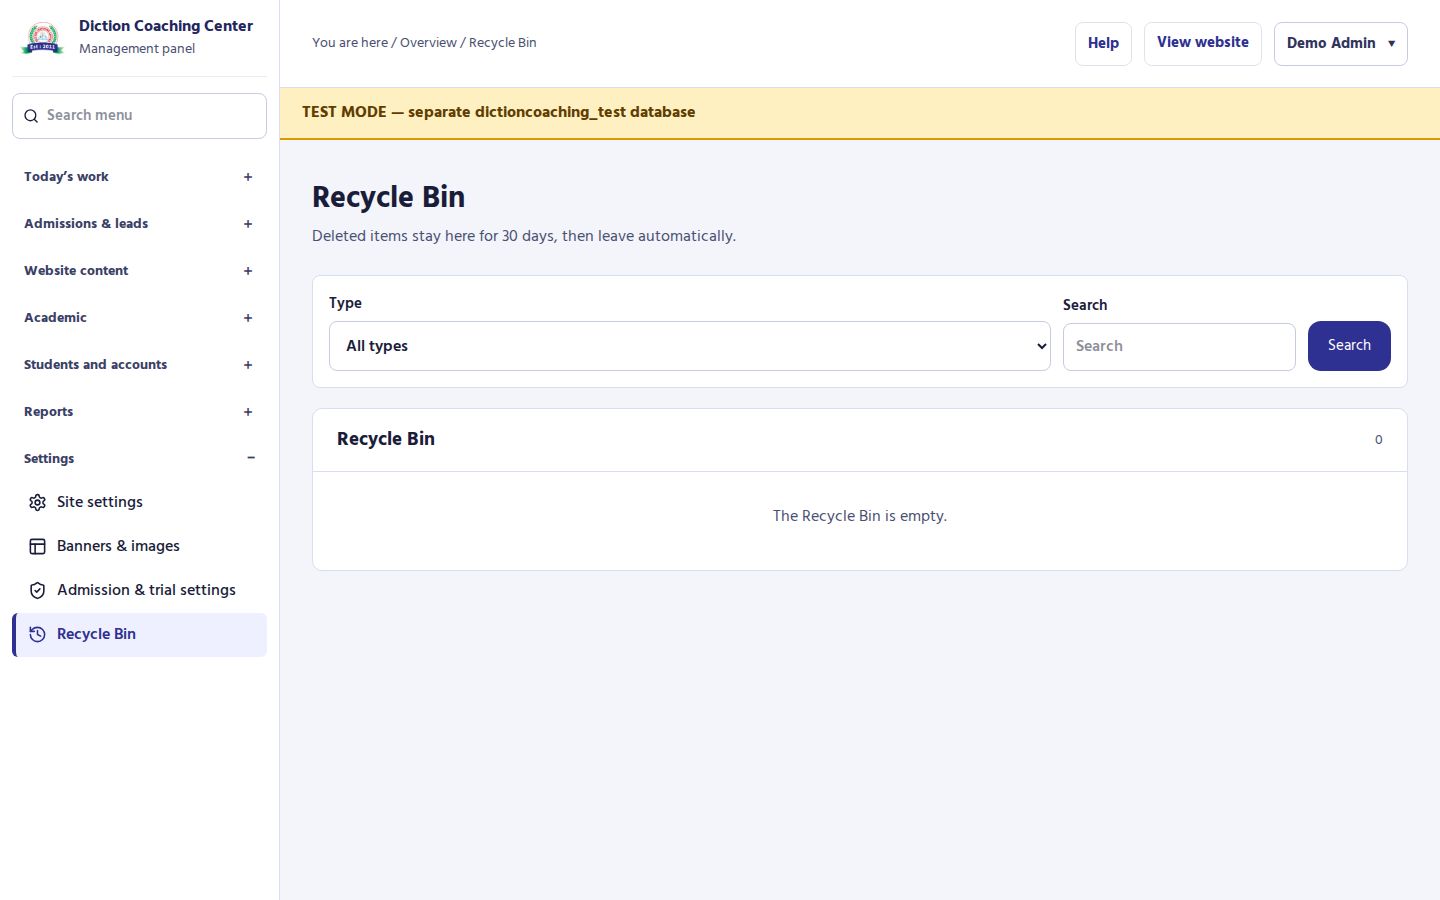 Diction Coaching Center
Management panel
Est : 2011
Search menu
Today’s work +
Admissions & leads +
Website content +
Academic +
Students and accounts +
Reports +
Settings −
Site settings
Banners & images
Admission & trial settings
Recycle Bin
You are here / Overview / Recycle Bin
Help
View website
Demo Admin ▾
TEST MODE — separate dictioncoaching_test database
Recycle Bin
Deleted items stay here for 30 days, then leave automatically.
Type
All types
Search
Search
Search
Recycle Bin 0
The Recycle Bin is empty.